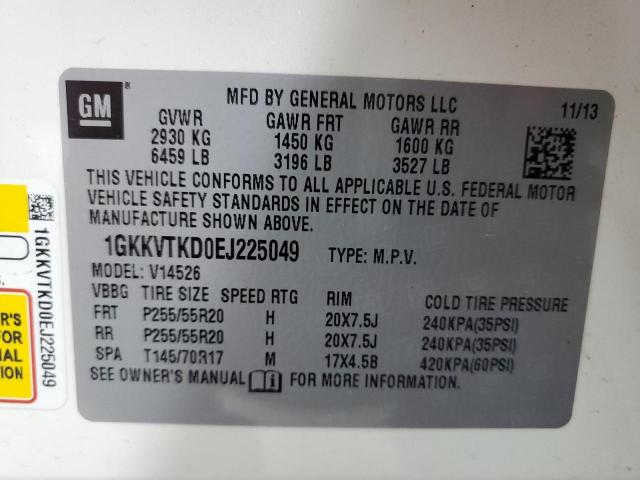 GM
®
MFD BY GENERAL MOTORS LLC
11/13
GVWR GAWR FRT GAWR RR
2930 KG 1450 KG 1600 KG
6459 LB 3196 LB 3527 LB
THIS VEHICLE CONFORMS TO ALL APPLICABLE U.S. FEDERAL MOTOR
VEHICLE SAFETY STANDARDS IN EFFECT ON THE DATE OF
MANUFACTURE SHOWN ABOVE.
1GKKVTKD0EJ225049 TYPE: M.P.V.
MODEL: V14526
VBBG TIRE SIZE SPEED RTG RIM COLD TIRE PRESSURE
FRT P255/55R20 H 20X7.5J 240KPA(35PSI)
RR P255/55R20 H 20X7.5J 240KPA(35PSI)
SPA T145/70R17 M 17X4.5B 420KPA(60PSI)
SEE OWNER'S MANUAL FOR MORE INFORMATION.
1GKKVTKD0EJ225049
R'S
FOR
IAL
TION